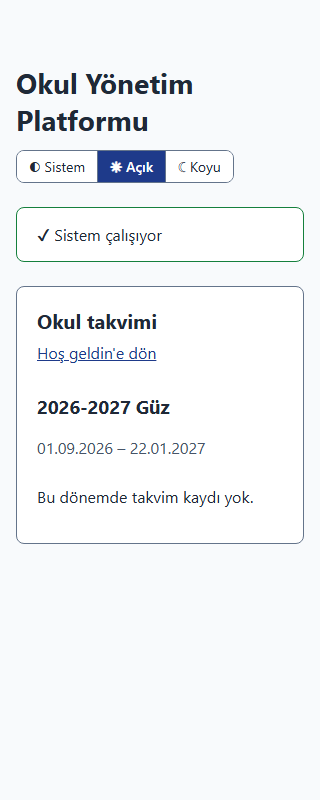 Okul Yönetim
Platformu
◐ Sistem ☀ Açık ☾ Koyu
✓ Sistem çalışıyor
Okul takvimi
Hoş geldin'e dön
2026-2027 Güz
01.09.2026 – 22.01.2027
Bu dönemde takvim kaydı yok.